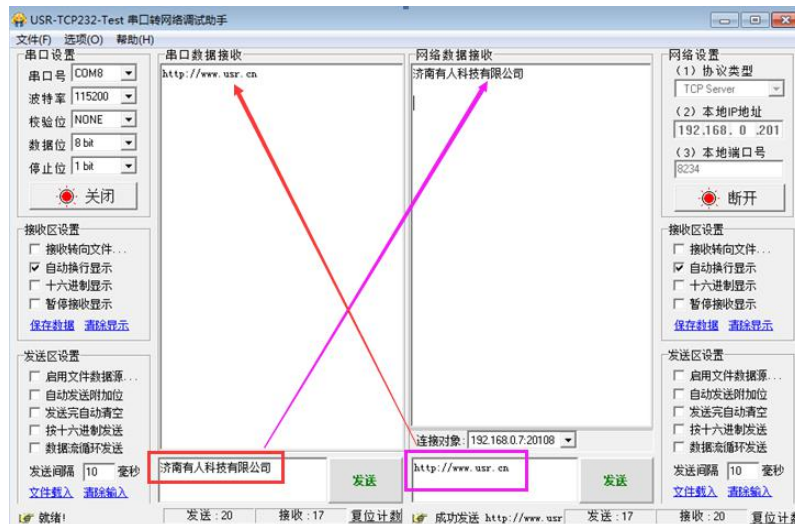 USR-TCP232-Test 串口转网络调试助手
文件(F) 选项(O) 帮助(H)
串口设置
串口号 COM8
波特率 115200
校验位 NONE
数据位 8 bit
停止位 1 bit
关闭
接收区设置
接收转向文件...
自动换行显示
十六进制显示
暂停接收显示
保存数据 清除显示
发送区设置
启用文件数据源...
自动发送附加位
发送完自动清空
按十六进制发送
数据流循环发送
发送间隔 10 毫秒
文件载入 清除输入
串口数据接收
http://www.usr.cn
济南有人科技有限公司
发送
网络数据接收
济南有人科技有限公司
连接对象: 192.168.0.7:20108
http://www.usr.cn
发送
网络设置
(1) 协议类型
TCP Server
(2) 本地IP地址
192.168. 0 .201
(3) 本地端口号
8234
断开
接收区设置
接收转向文件...
自动换行显示
十六进制显示
暂停接收显示
保存数据 清除显示
发送区设置
启用文件数据源...
自动发送附加位
发送完自动清空
按十六进制发送
数据流循环发送
发送间隔 10 毫秒
文件载入 清除输入
就绪! 发送:20 接收:17 复位计数
成功发送 http://www.usr 发送:17 接收:20 复位计数